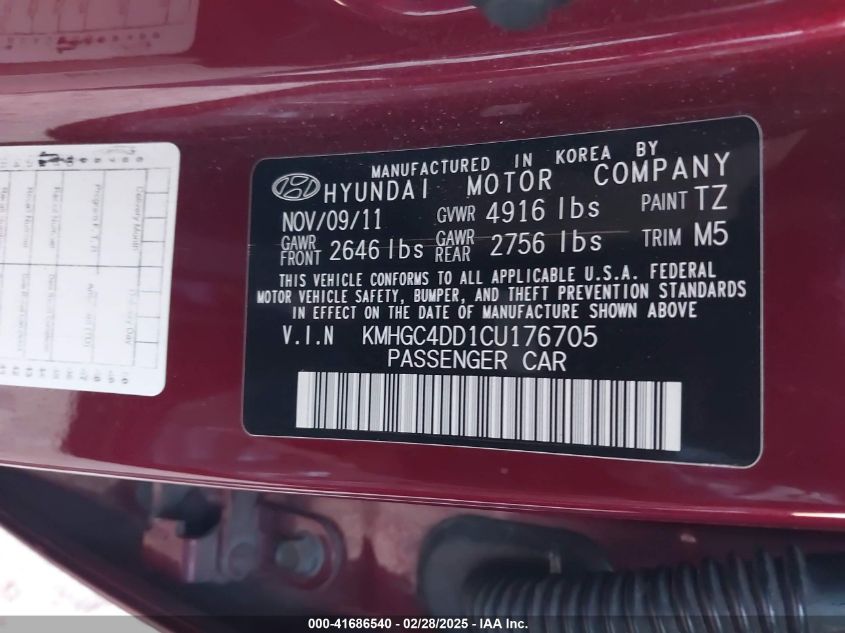 MANUFACTURED IN KOREA BY
HYUNDAI MOTOR COMPANY
NOV/09/11 GVWR 4916 lbs PAINT TZ
GAWR FRONT 2646 lbs GAWR REAR 2756 lbs TRIM M5
THIS VEHICLE CONFORMS TO ALL APPLICABLE U.S.A. FEDERAL
MOTOR VEHICLE SAFETY, BUMPER, AND THEFT PREVENTION STANDARDS
IN EFFECT ON THE DATE OF MANUFACTURE SHOWN ABOVE
V.I.N KMHGC4DD1CU176705
PASSENGER CAR
000-41686540 - 02/28/2025 - IAA Inc.